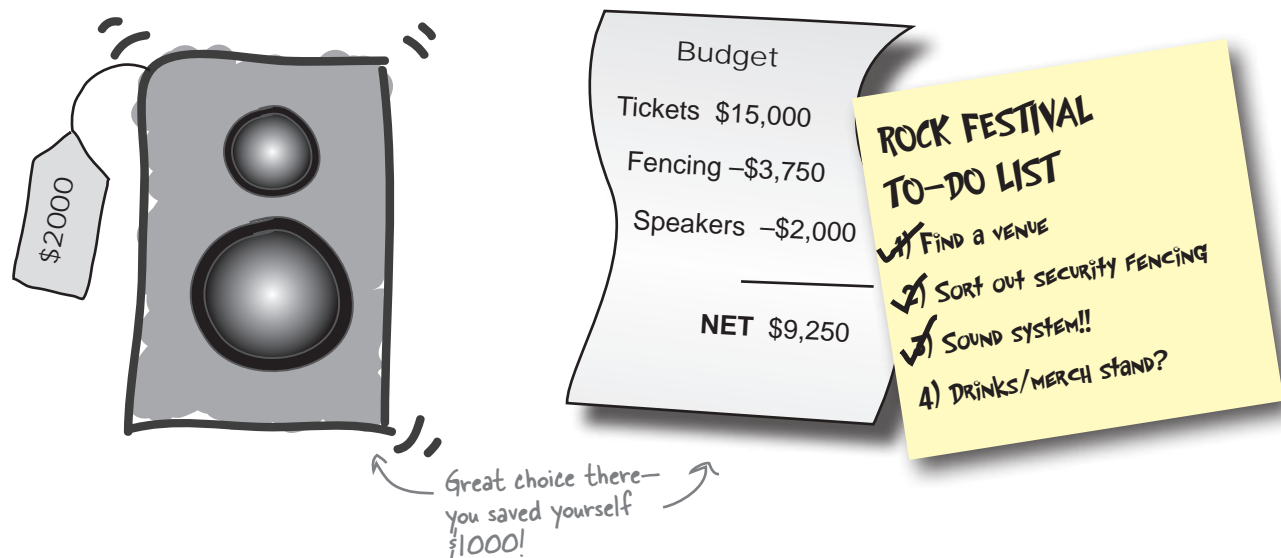 $2000
Budget
Tickets $15,000
Fencing –$3,750
Speakers –$2,000
NET $9,250
ROCK FESTIVAL
TO-DO LIST
1) Find a venue
2) Sort out security fencing
3) Sound system!!
4) Drinks/merch stand?
Great choice there—
you saved yourself
$1000!